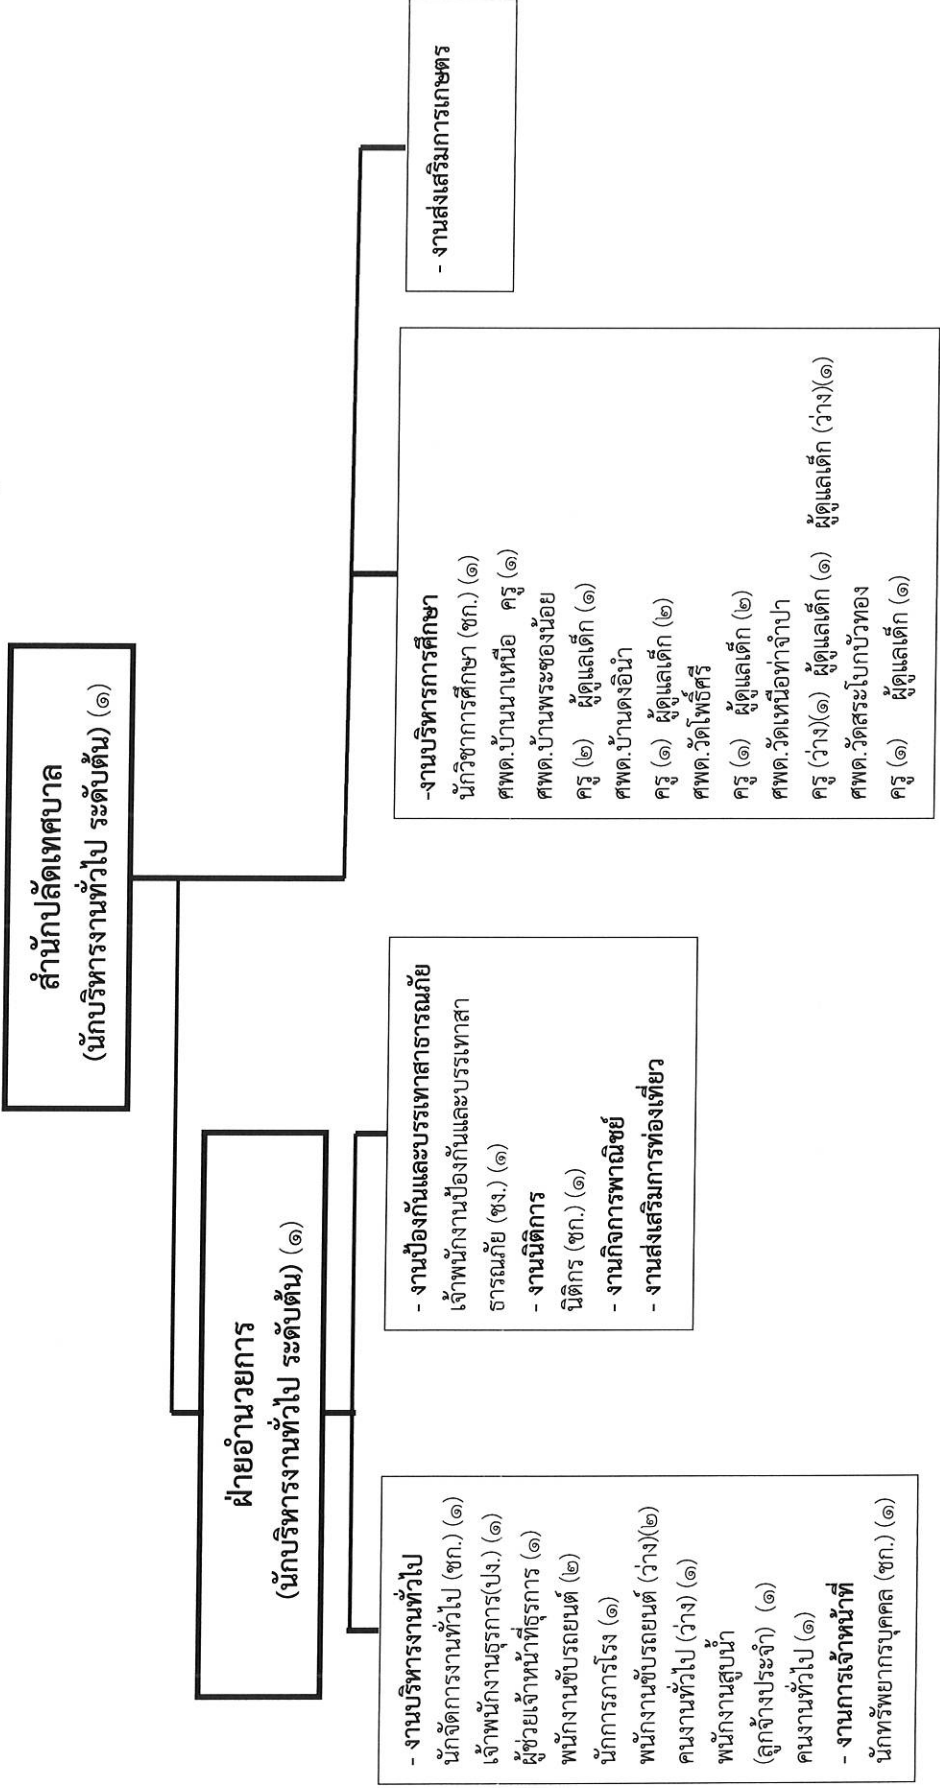 สำนักปลัดเทศบาล
(นักบริหารงานทั่วไป ระดับต้น) (๑)
ฝ่ายอำนวยการ
(นักบริหารงานทั่วไป ระดับต้น) (๑)
- งานบริหารงานทั่วไป
นักจัดการงานทั่วไป (ชก.) (๑)
เจ้าพนักงานธุรการ(ปง.) (๑)
ผู้ช่วยเจ้าหน้าที่ธุรการ (๑)
พนักงานขับรถยนต์ (๒)
นักการภารโรง (๑)
พนักงานขับรถยนต์ (ว่าง)(๒)
คนงานทั่วไป (ว่าง) (๑)
พนักงานสูบน้ำ
(ลูกจ้างประจำ) (๑)
คนงานทั่วไป (๑)
- งานการเจ้าหน้าที่
นักทรัพยากรบุคคล (ชก.) (๑)
- งานป้องกันและบรรเทาสาธารณภัย
เจ้าพนักงานป้องกันและบรรเทาสา
ธารณภัย (ชง.) (๑)
- งานนิติการ
นิติกร (ชก.) (๑)
- งานกิจการพาณิชย์
- งานส่งเสริมการท่องเที่ยว
-งานบริหารการศึกษา
นักวิชาการศึกษา (ชก.) (๑)
ศพด.บ้านนาเหนือ ครู (๑)
ศพด.บ้านพระซองน้อย
ครู (๒) ผู้ดูแลเด็ก (๑)
ศพด.บ้านดงอินำ
ครู (๑) ผู้ดูแลเด็ก (๒)
ศพด.วัดโพธิ์ศรี
ครู (๑) ผู้ดูแลเด็ก (๒)
ศพด.วัดเหนือท่าจำปา
ครู (ว่าง)(๑) ผู้ดูแลเด็ก (๑) ผู้ดูแลเด็ก (ว่าง)(๑)
ศพด.วัดสระโบกบัวทอง
ครู (๑) ผู้ดูแลเด็ก (๑)
- งานส่งเสริมการเกษตร